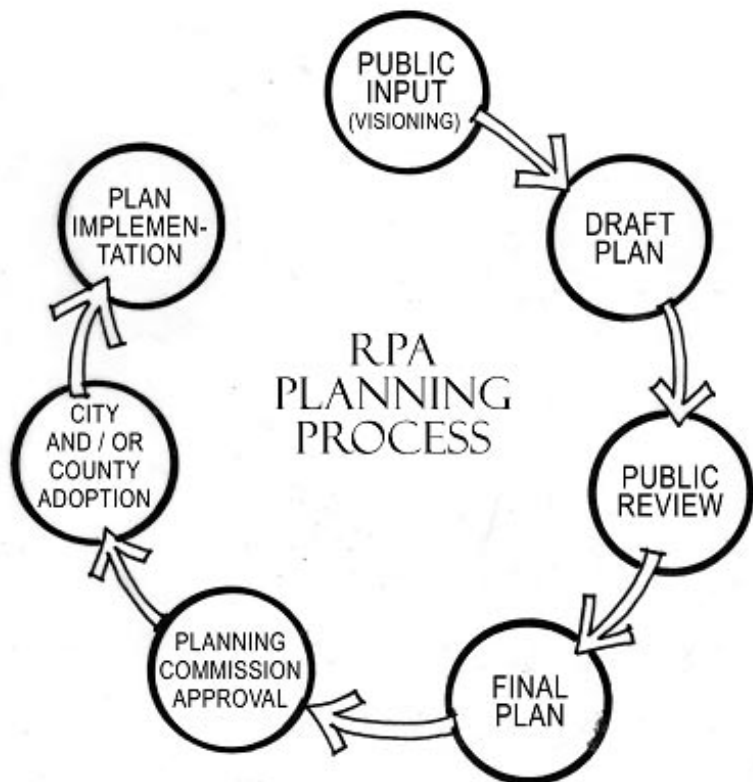 PUBLIC
INPUT
(VISIONING)
DRAFT
PLAN
PUBLIC
REVIEW
FINAL
PLAN
PLANNING
COMMISSION
APPROVAL
CITY
AND / OR
COUNTY
ADOPTION
PLAN
IMPLEMEN-
TATION
RPA
PLANNING
PROCESS